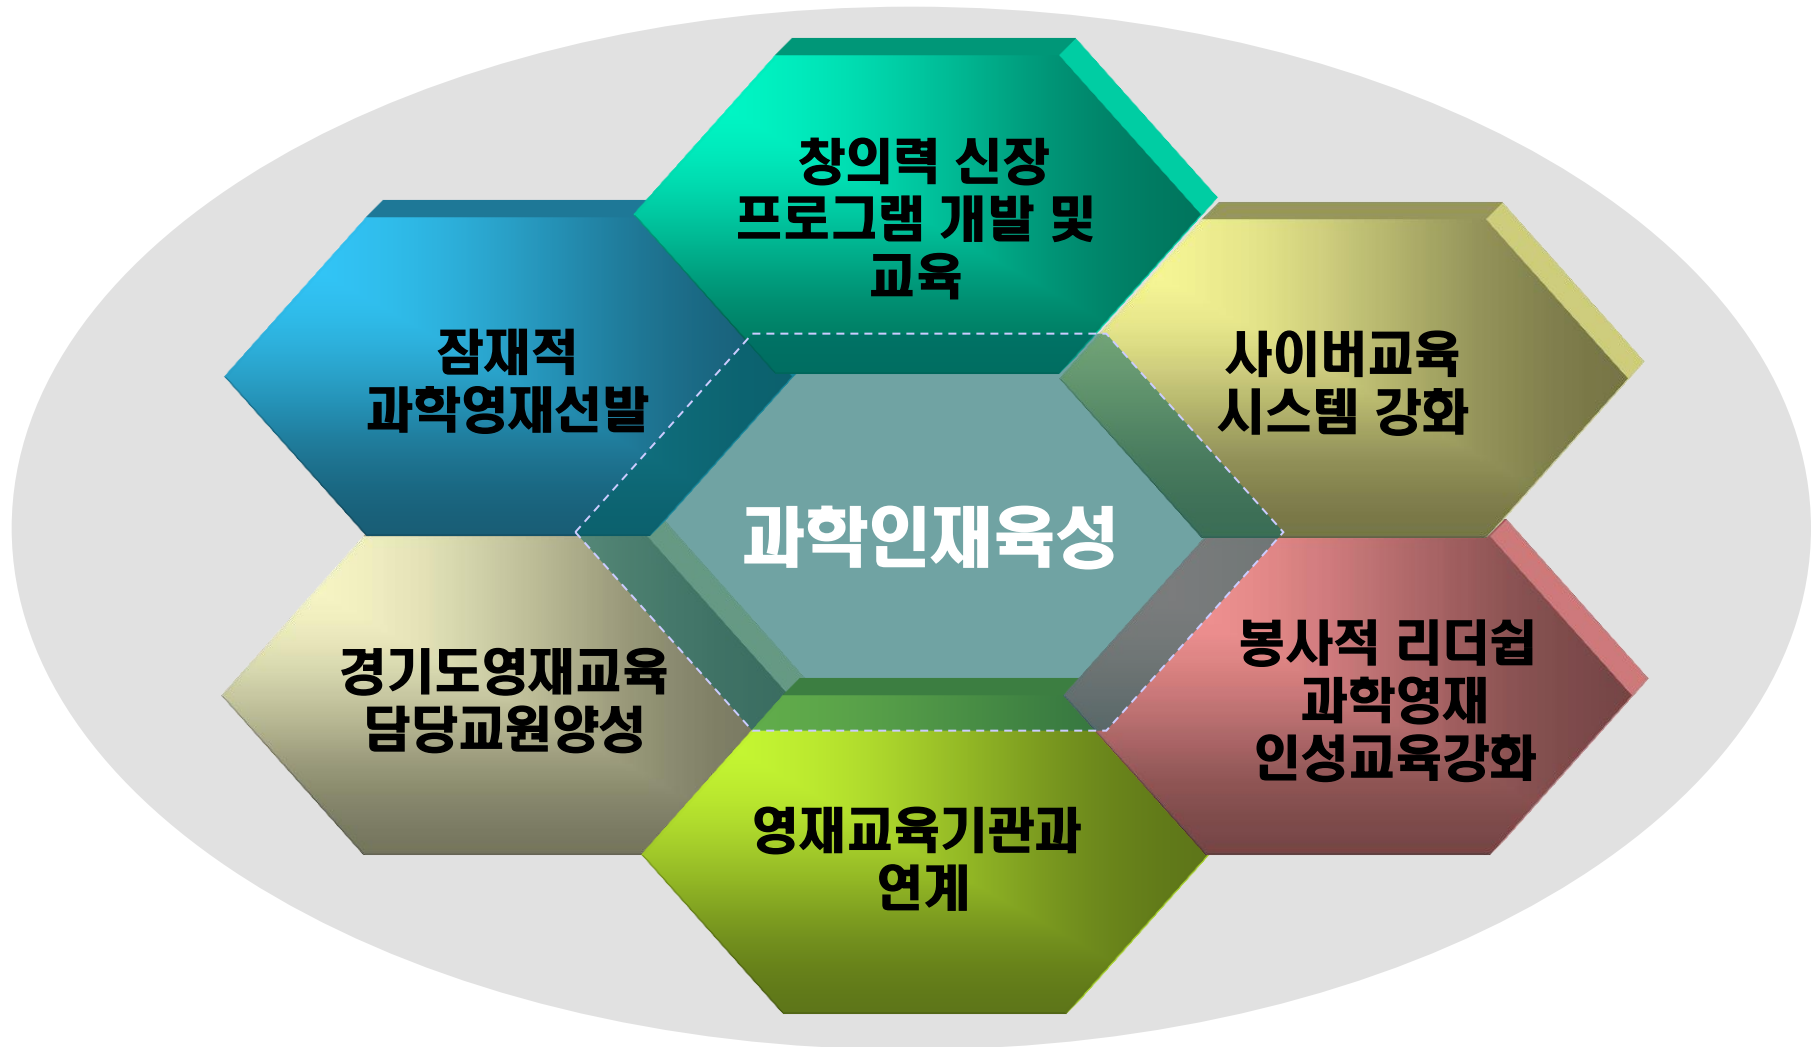 창의력 신장
프로그램 개발 및
교육
잠재적
과학영재선발
사이버교육
시스템 강화
과학인재육성
경기도영재교육
담당교원양성
봉사적 리더쉽
과학영재
인성교육강화
영재교육기관과
연계